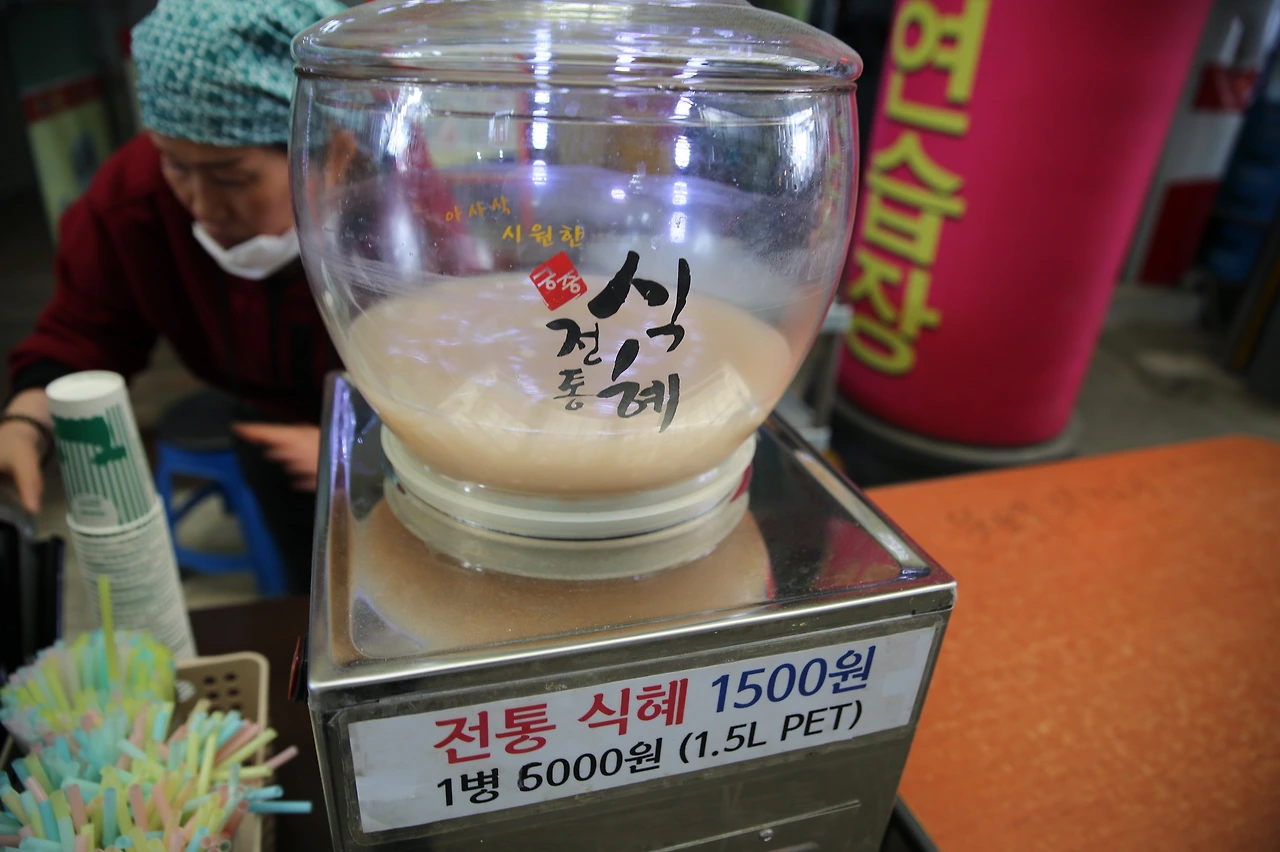 아사삭
시원한
궁중
전통
식혜
연습장
전통 식혜 1500원
1병 6000원 (1.5L PET)